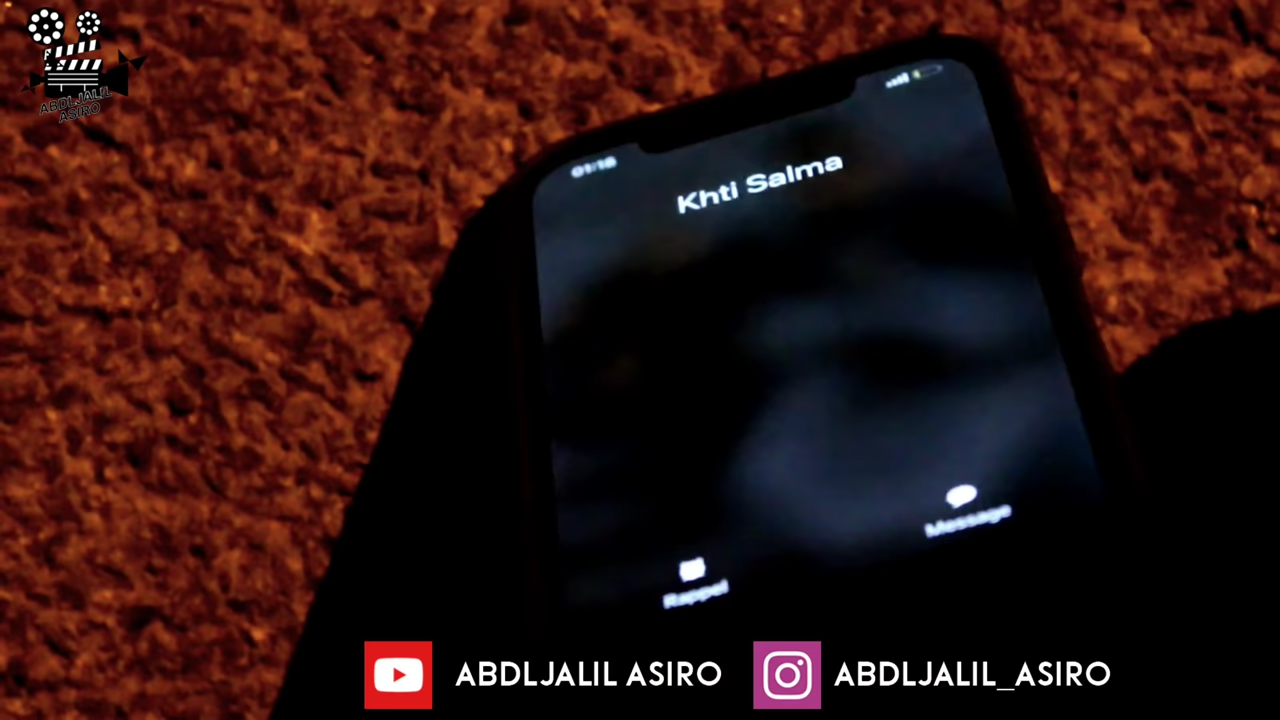 ABDLJALIL
ASIRO
01:18
Khti Salma
Message
Rappel
ABDLJALIL ASIRO
ABDLJALIL_ASIRO